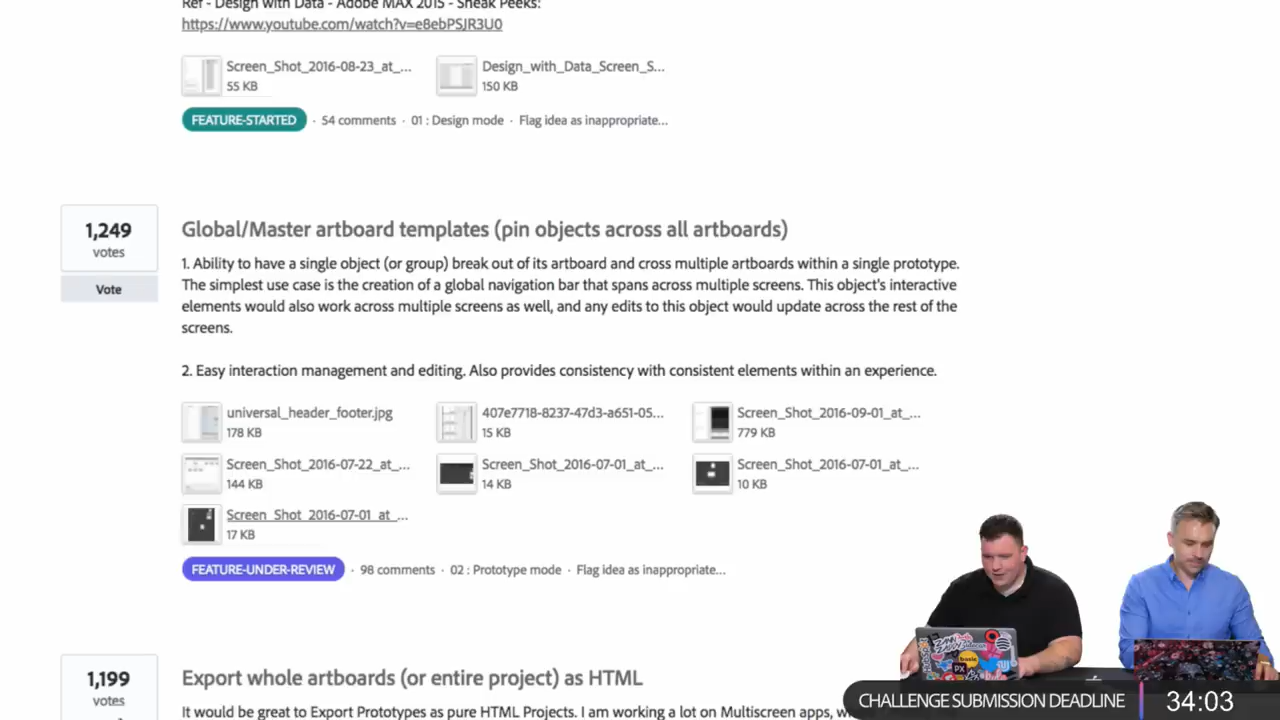 Ref - Design with Data - Adobe MAX 2015 - Sneak Peeks:
https://www.youtube.com/watch?v=e8ebPSJR3U0
Screen_Shot_2016-08-23_at_...
55 KB
Design_with_Data_Screen_S...
150 KB
FEATURE-STARTED · 54 comments · 01 : Design mode · Flag idea as inappropriate...
1,249
votes
Vote
Global/Master artboard templates (pin objects across all artboards)
1. Ability to have a single object (or group) break out of its artboard and cross multiple artboards within a single prototype.
The simplest use case is the creation of a global navigation bar that spans across multiple screens. This object's interactive
elements would also work across multiple screens as well, and any edits to this object would update across the rest of the
screens.
2. Easy interaction management and editing. Also provides consistency with consistent elements within an experience.
universal_header_footer.jpg
178 KB
407e7718-8237-47d3-a651-05...
15 KB
Screen_Shot_2016-09-01_at_...
779 KB
Screen_Shot_2016-07-22_at_...
144 KB
Screen_Shot_2016-07-01_at_...
14 KB
Screen_Shot_2016-07-01_at_...
10 KB
Screen_Shot_2016-07-01_at_...
17 KB
FEATURE-UNDER-REVIEW · 98 comments · 02 : Prototype mode · Flag idea as inappropriate...
1,199
votes
Export whole artboards (or entire project) as HTML
It would be great to Export Prototypes as pure HTML Projects. I am working a lot on Multiscreen apps,
CHALLENGE SUBMISSION DEADLINE
34:03